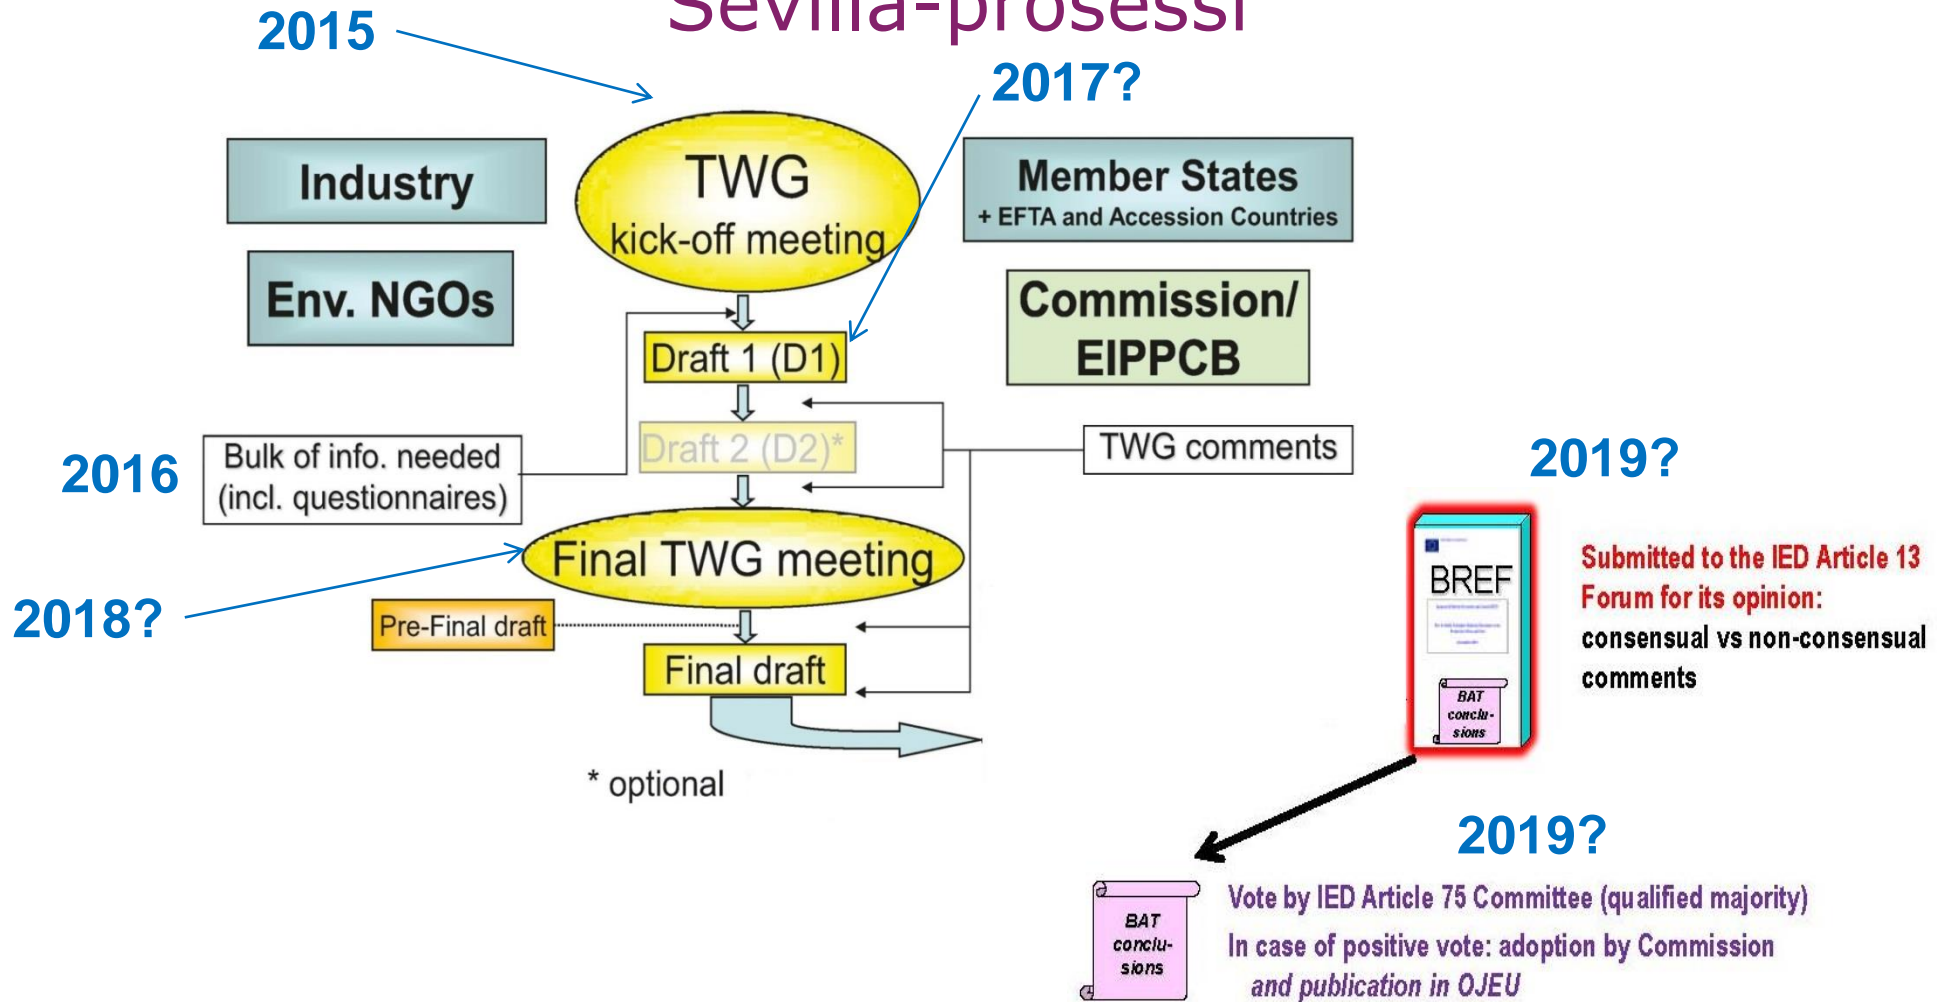 Sevilla-prosessi
2015
2017?
Industry
TWG
kick-off meeting
Member States
+ EFTA and Accession Countries
Env. NGOs
Commission/
EIPPCB
Draft 1 (D1)
Draft 2 (D2)*
TWG comments
2016
Bulk of info. needed
(incl. questionnaires)
2019?
Final TWG meeting
2018?
Pre-Final draft
Final draft
* optional
BREF
BAT
conclu-
sions
Submitted to the IED Article 13
Forum for its opinion:
consensual vs non-consensual
comments
2019?
BAT
conclu-
sions
Vote by IED Article 75 Committee (qualified majority)
In case of positive vote: adoption by Commission
and publication in OJEU